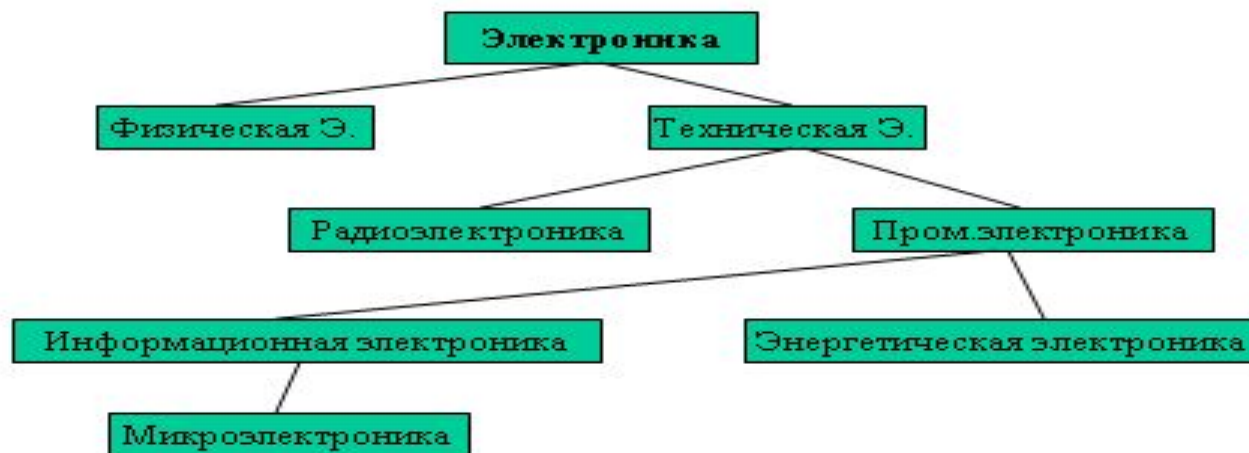 Электроника
Физическая Э.
Техническая Э.
Радиоэлектроника
Пром.электроника
Информационная электроника
Энергетическая электроника
Микроэлектроника